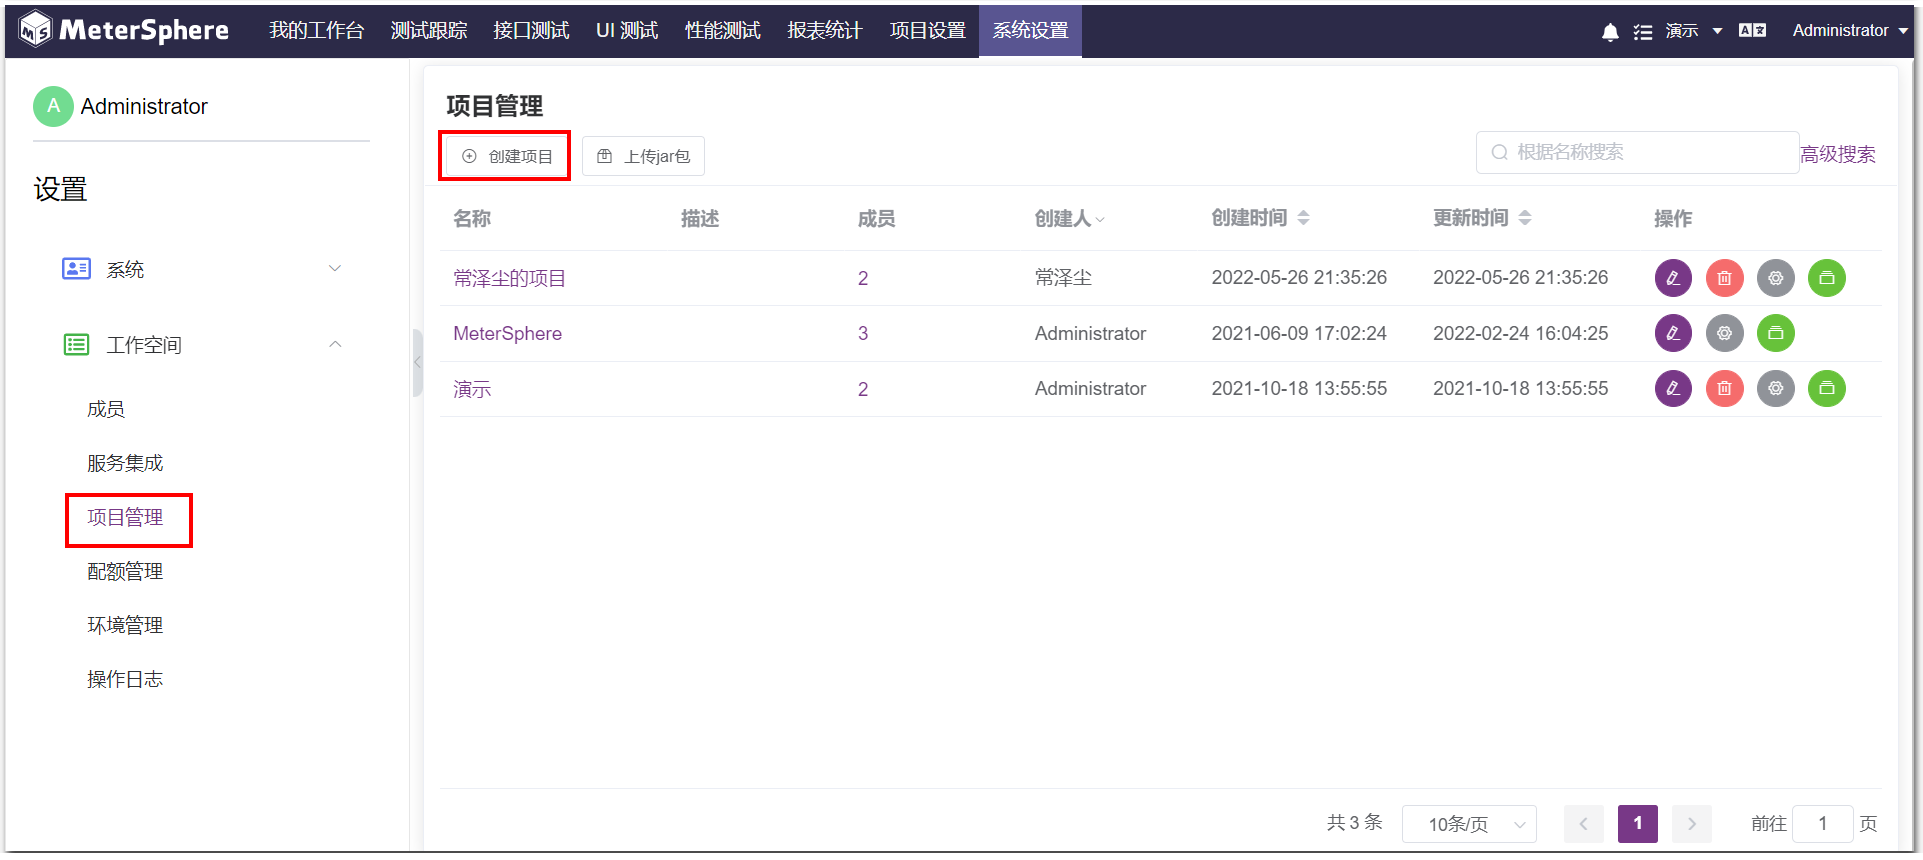 MeterSphere 我的工作台 测试跟踪 接口测试 UI 测试 性能测试 报表统计 项目设置 系统设置 演示 Administrator
A Administrator
设置
系统
工作空间
成员
服务集成
项目管理
配额管理
环境管理
操作日志
项目管理
创建项目 上传jar包 根据名称搜索 高级搜索
名称 描述 成员 创建人 创建时间 更新时间 操作
常泽尘的项目 2 常泽尘 2022-05-26 21:35:26 2022-05-26 21:35:26
MeterSphere 3 Administrator 2021-06-09 17:02:24 2022-02-24 16:04:25
演示 2 Administrator 2021-10-18 13:55:55 2021-10-18 13:55:55
共 3 条 10条/页 1 前往 1 页